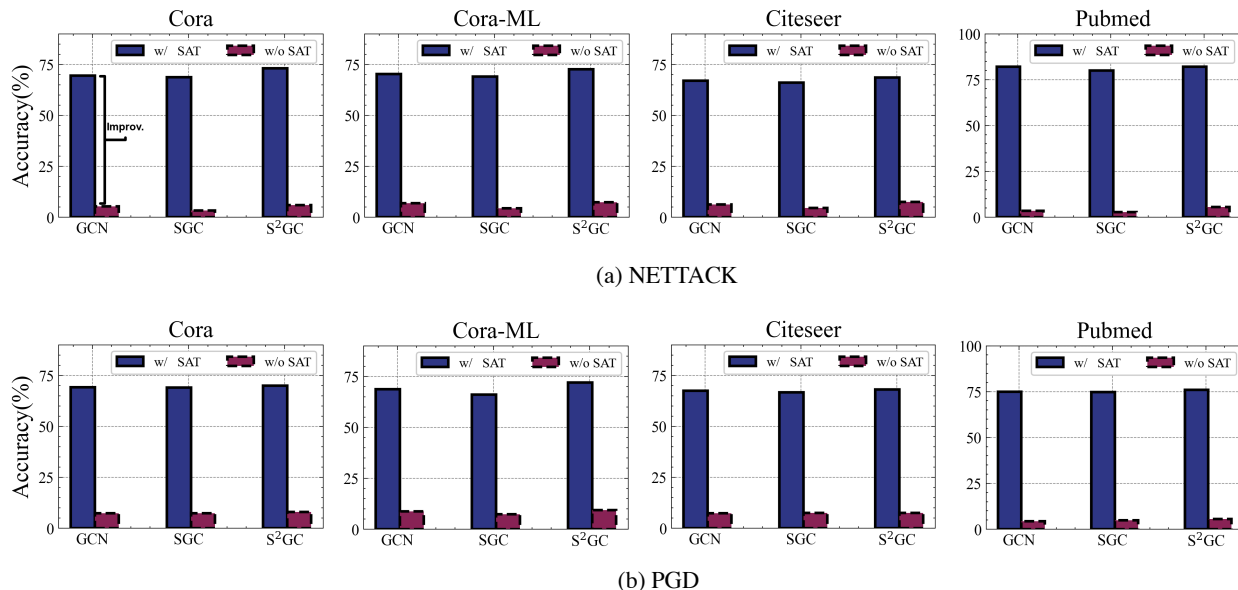 Cora
Cora-ML
Citeseer
Pubmed
Accuracy(%)
75
50
25
0
w/ SAT
w/o SAT
Improv.
GCN
SGC
S²GC
75
50
25
0
w/ SAT
w/o SAT
GCN
SGC
S²GC
75
50
25
0
w/ SAT
w/o SAT
GCN
SGC
S²GC
100
75
50
25
0
w/ SAT
w/o SAT
GCN
SGC
S²GC
(a) NETTACK
Cora
Cora-ML
Citeseer
Pubmed
Accuracy(%)
75
50
25
0
w/ SAT
w/o SAT
GCN
SGC
S²GC
75
50
25
0
w/ SAT
w/o SAT
GCN
SGC
S²GC
75
50
25
0
w/ SAT
w/o SAT
GCN
SGC
S²GC
100
75
50
25
0
w/ SAT
w/o SAT
GCN
SGC
S²GC
(b) PGD